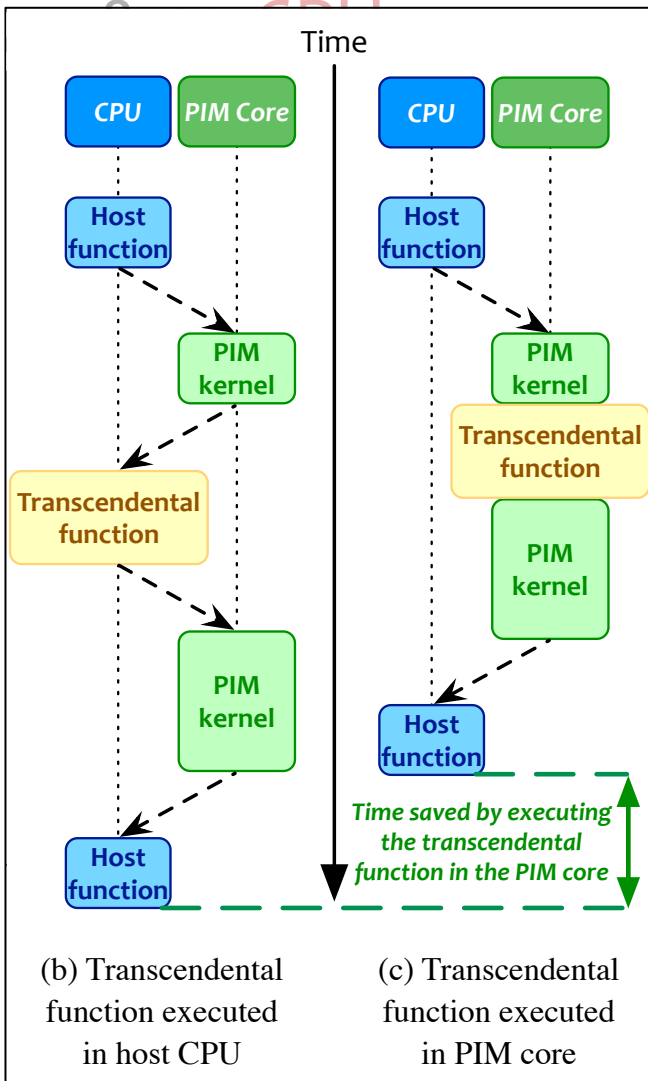 Time
CPU
PIM Core
Host
function
PIM
kernel
Transcendental
function
PIM
kernel
Host
function
(b) Transcendental
function executed
in host CPU
CPU
PIM Core
Host
function
PIM
kernel
Transcendental
function
PIM
kernel
Host
function
Time saved by executing
the transcendental
function in the PIM core
(c) Transcendental
function executed
in PIM core